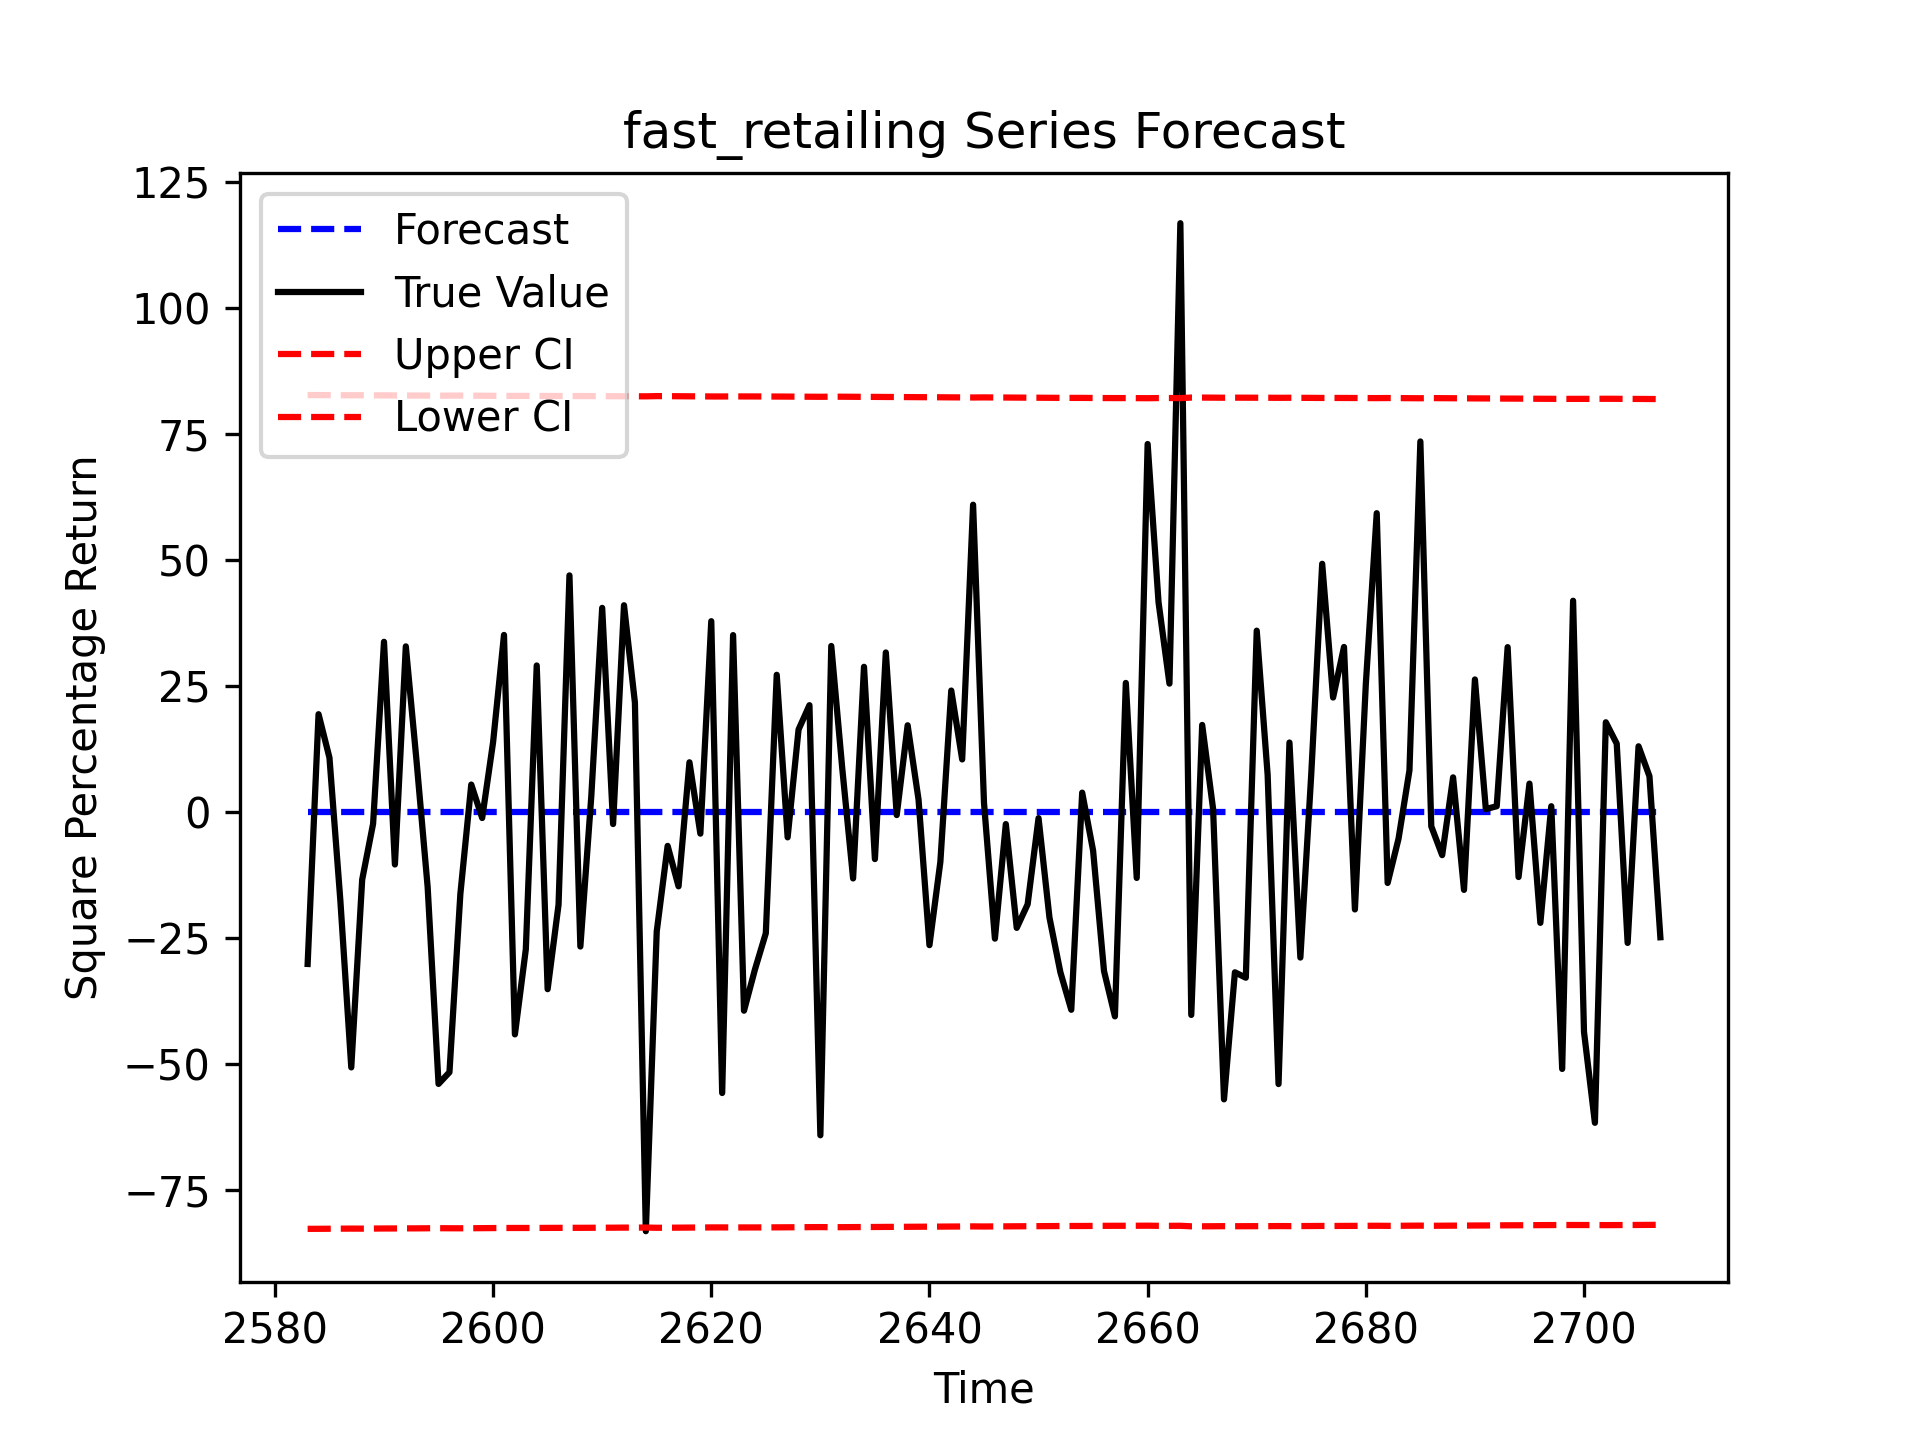 fast_retailing Series Forecast
125
100
75
50
25
0
−25
−50
−75
Square Percentage Return
Forecast
True Value
Upper CI
Lower CI
2580 2600 2620 2640 2660 2680 2700
Time